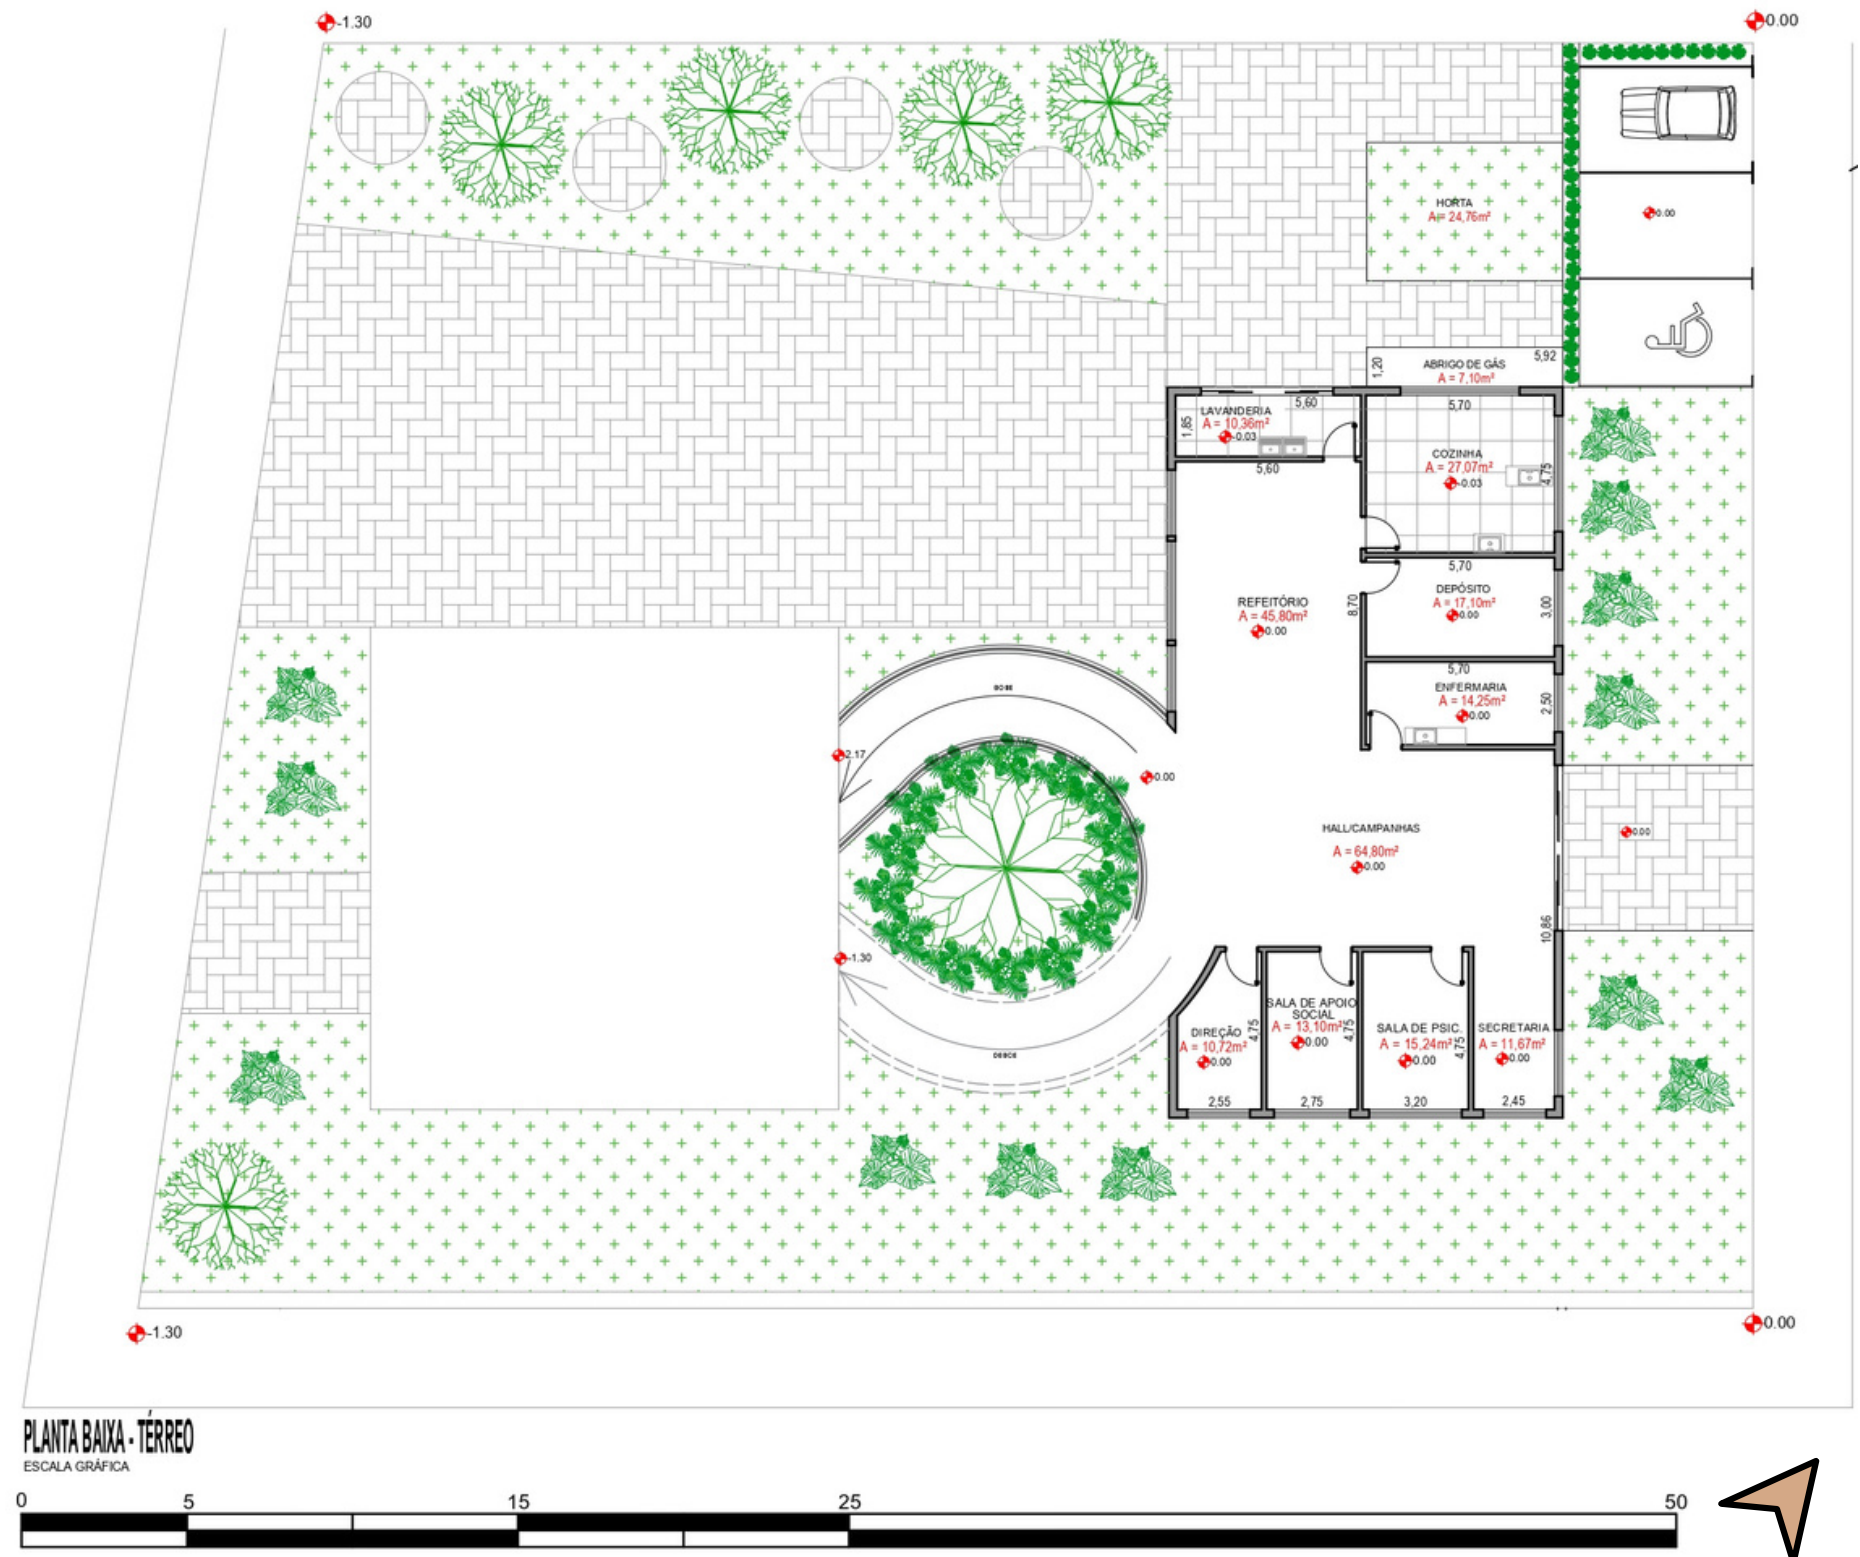 -1.30
0.00
HORTA
A = 24,76m²
0.00
ABRIGO DE GÁS
A = 7,10m²
5,92
1,20
LAVANDERIA
A = 10,36m²
-0.03
5,60
1,85
5,60
5,70
COZINHA
A = 27,07m²
-0.03
4,75
5,70
DEPÓSITO
A = 17,10m²
0.00
3,00
REFEITÓRIO
A = 45,80m²
0.00
8,70
5,70
ENFERMARIA
A = 14,25m²
0.00
2,50
SOBE
2.17
0.00
HALL/CAMPANHAS
A = 64,80m²
0.00
0.00
10,86
-1.30
DESCE
DIREÇÃO
A = 10,72m²
0.00
4,75
2,55
SALA DE APOIO
SOCIAL
A = 13,10m²
0.00
4,75
2,75
SALA DE PSIC.
A = 15,24m²
0.00
4,75
3,20
SECRETARIA
A = 11,67m²
0.00
2,45
-1.30
0.00
PLANTA BAIXA - TÉRREO
ESCALA GRÁFICA
0 5 15 25 50